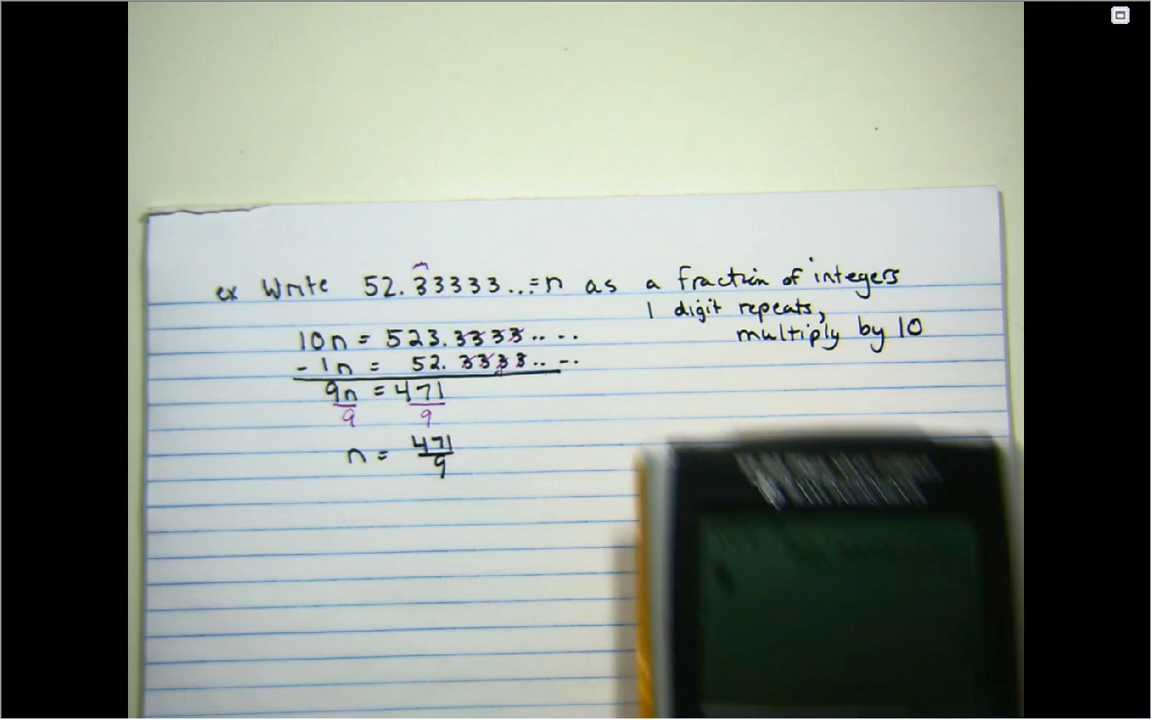 ex Write 52.33333...=n as a fraction of integers
1 digit repeats,
multiply by 10
10n = 523.3333.. ..
- 1n = 52.3333.. ..
9n = 471
9 9
n = 471
9